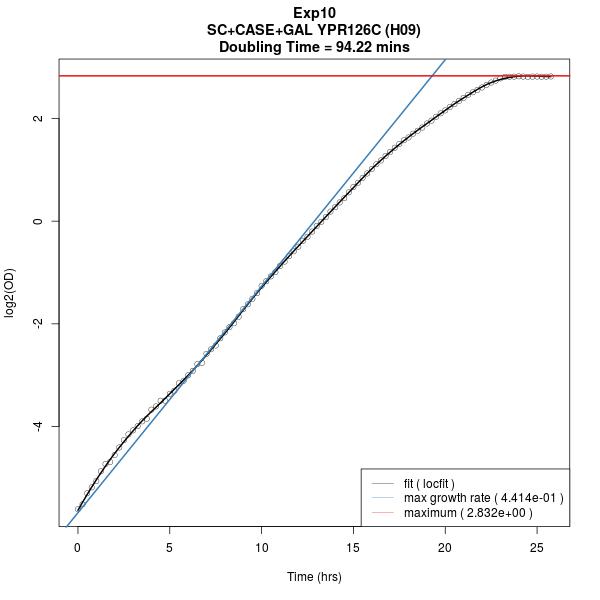 Exp10
SC+CASE+GAL YPR126C (H09)
Doubling Time = 94.22 mins
log2(OD)
2
0
-2
-4
0 5 10 15 20 25
Time (hrs)
fit ( locfit )
max growth rate ( 4.414e-01 )
maximum ( 2.832e+00 )